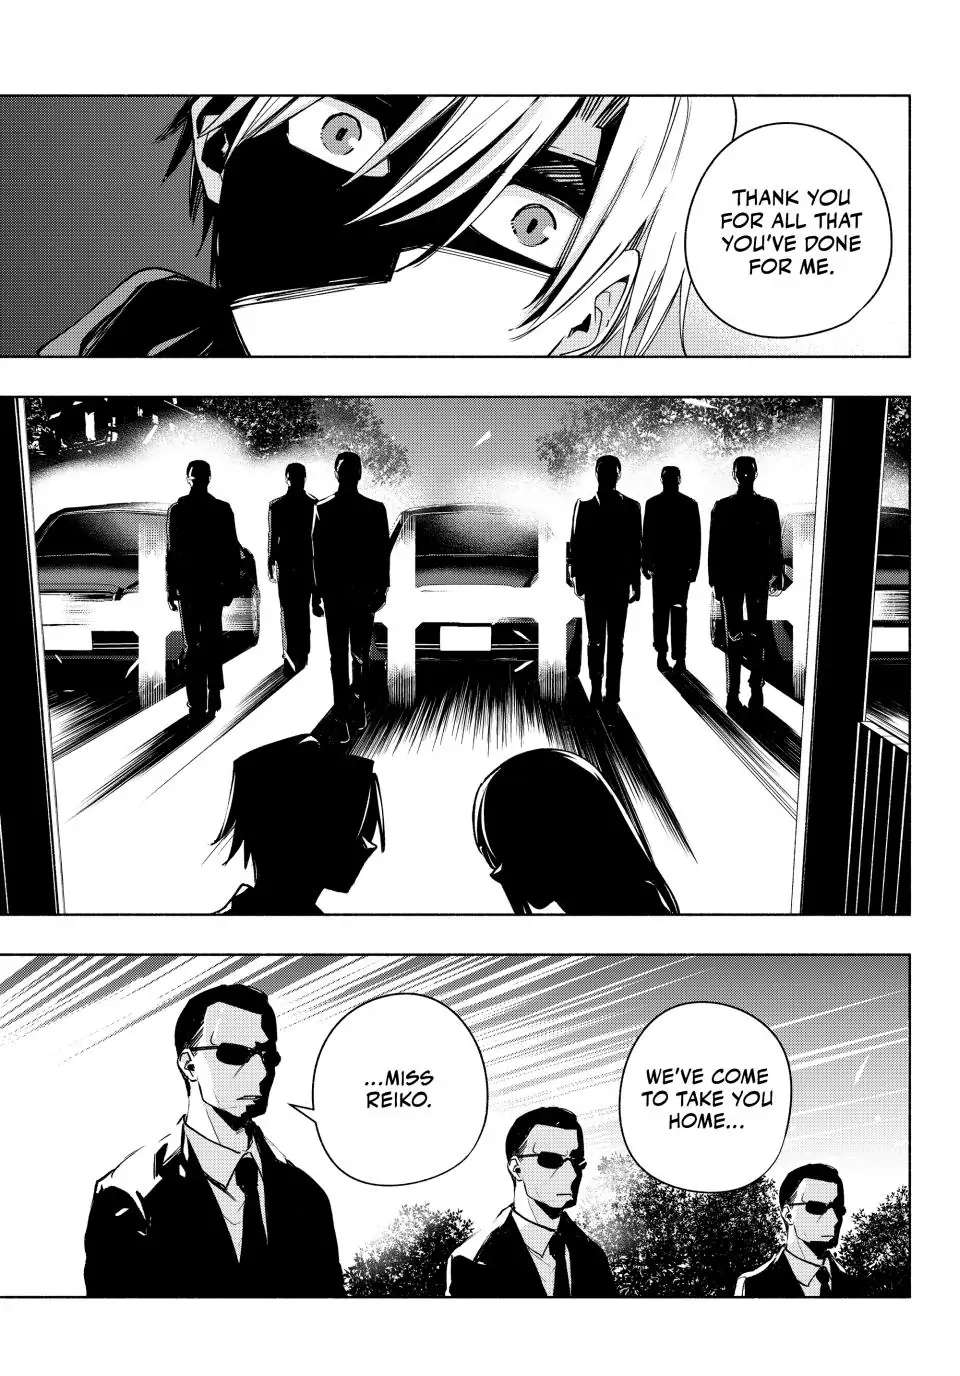 THANK YOU
FOR ALL THAT
YOU'VE DONE
FOR ME.
WE'VE COME
TO TAKE YOU
HOME...
...MISS
REIKO.